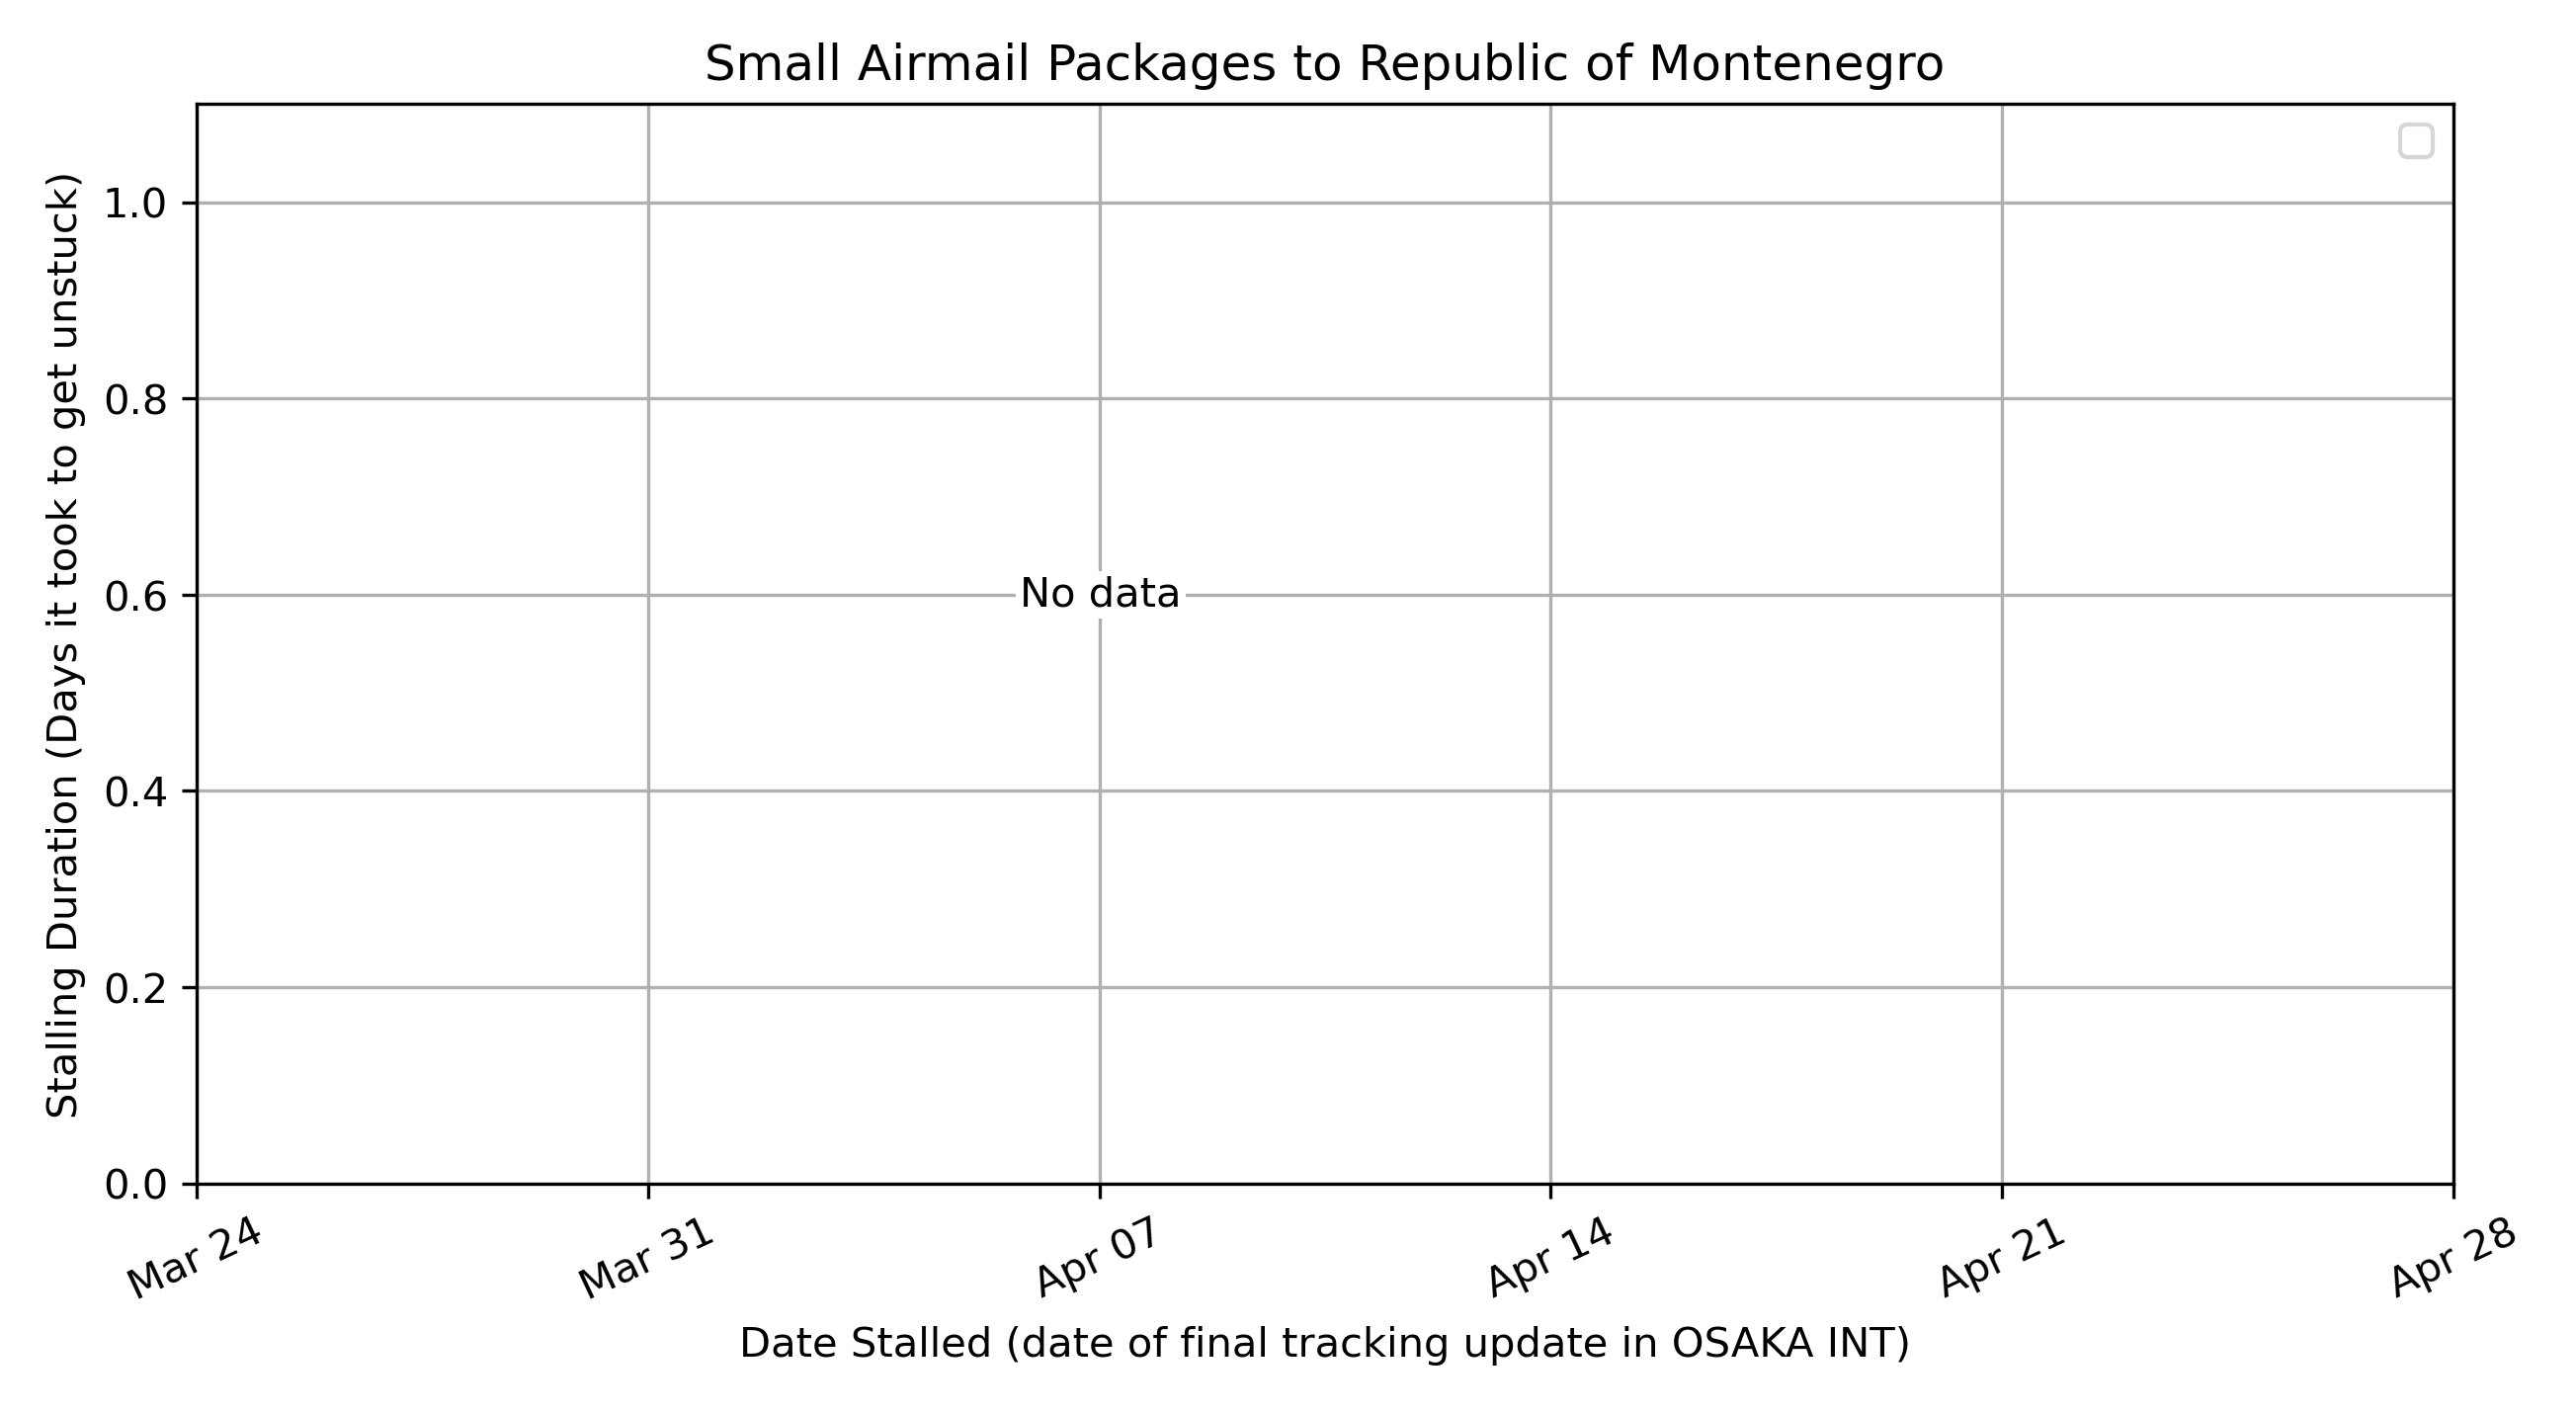 Small Airmail Packages to Republic of Montenegro
Stalling Duration (Days it took to get unstuck)
1.0
0.8
0.6
0.4
0.2
0.0
No data
Mar 24
Mar 31
Apr 07
Apr 14
Apr 21
Apr 28
Date Stalled (date of final tracking update in OSAKA INT)